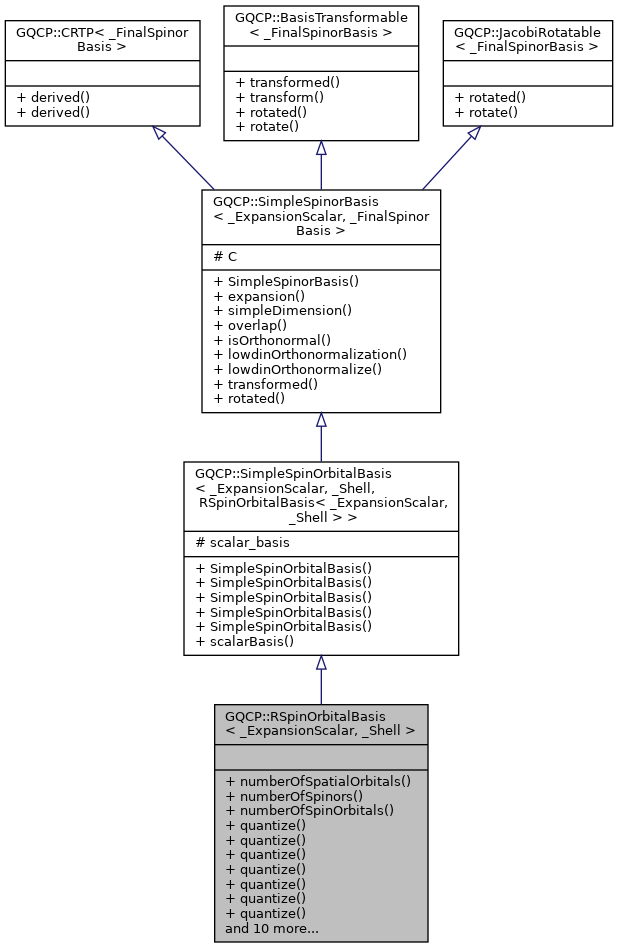 GQCP::CRTP< _FinalSpinor
Basis >
+ derived()
+ derived()
GQCP::BasisTransformable
< _FinalSpinorBasis >
+ transformed()
+ transform()
+ rotated()
+ rotate()
GQCP::JacobiRotatable
< _FinalSpinorBasis >
+ rotated()
+ rotate()
GQCP::SimpleSpinorBasis
< _ExpansionScalar, _FinalSpinor
Basis >
# C
+ SimpleSpinorBasis()
+ expansion()
+ simpleDimension()
+ overlap()
+ isOrthonormal()
+ lowdinOrthonormalization()
+ lowdinOrthonormalize()
+ transformed()
+ rotated()
GQCP::SimpleSpinOrbitalBasis
< _ExpansionScalar, _Shell,
RSpinOrbitalBasis< _ExpansionScalar,
_Shell > >
# scalar_basis
+ SimpleSpinOrbitalBasis()
+ SimpleSpinOrbitalBasis()
+ SimpleSpinOrbitalBasis()
+ SimpleSpinOrbitalBasis()
+ SimpleSpinOrbitalBasis()
+ scalarBasis()
GQCP::RSpinOrbitalBasis
< _ExpansionScalar, _Shell >
+ numberOfSpatialOrbitals()
+ numberOfSpinors()
+ numberOfSpinOrbitals()
+ quantize()
+ quantize()
+ quantize()
+ quantize()
+ quantize()
+ quantize()
+ quantize()
and 10 more...